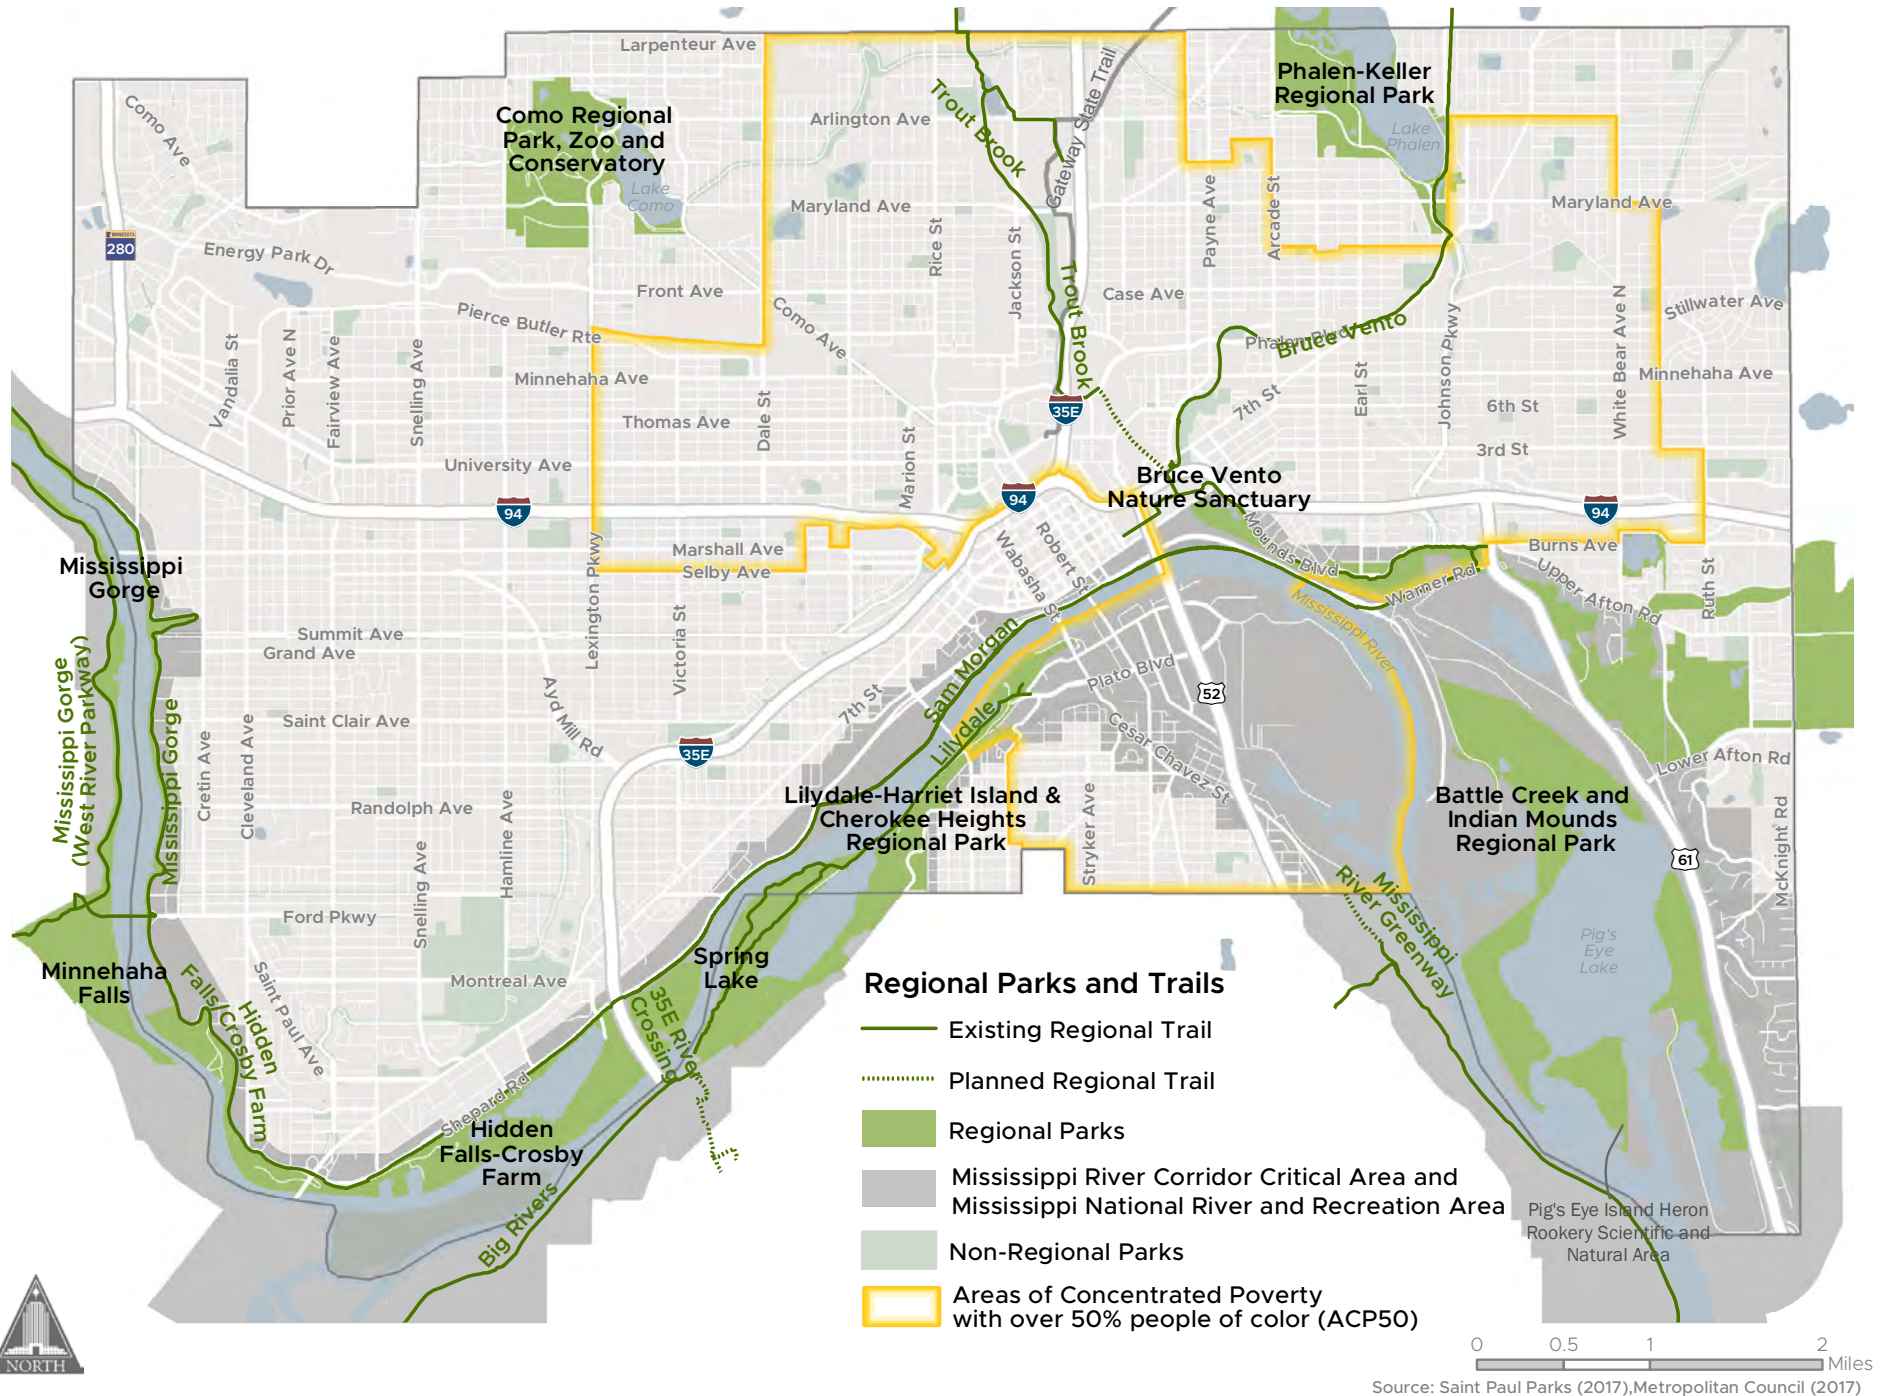 Larpenteur Ave
Como Ave
Como Regional
Park, Zoo and
Conservatory
Lake
Como
Arlington Ave
Trout Brook
Gateway State Trail
Phalen-Keller
Regional Park
Lake
Phalen
280
Energy Park Dr
Maryland Ave
Rice St
Jackson St
Payne Ave
Arcade St
Maryland Ave
Front Ave
Pierce Butler Rte
Como Ave
Trout Brook
Case Ave
Phalen Blvd
Bruce Vento
Stillwater Ave
Vandalia St
Prior Ave N
Fairview Ave
Snelling Ave
Minnehaha Ave
Thomas Ave
Dale St
University Ave
Marion St
35E
7th St
Earl St
Johnson Pkwy
6th St
3rd St
White Bear Ave N
Minnehaha Ave
94
94
Bruce Vento
Nature Sanctuary
94
Mississippi
Gorge
Lexington Pkwy
Marshall Ave
Selby Ave
Wabasha St
Robert St
Mounds Blvd
Warner Rd
Burns Ave
Upper Afton Rd
Ruth St
Mississippi River
Summit Ave
Grand Ave
Victoria St
Mississippi Gorge
(West River Parkway)
Mississippi Gorge
Saint Clair Ave
Ayd Mill Rd
7th St
Sam Morgan
Lilydale
Plato Blvd
52
Cesar Chavez St
35E
Cretin Ave
Cleveland Ave
Randolph Ave
Hamline Ave
Snelling Ave
Lilydale-Harriet Island &
Cherokee Heights
Regional Park
Stryker Ave
Battle Creek and
Indian Mounds
Regional Park
Lower Afton Rd
61
McKnight Rd
Ford Pkwy
Minnehaha
Falls
Hidden
Falls/Crosby Farm
Saint Paul Ave
Montreal Ave
Spring
Lake
35E River
Crossing
Mississippi
River Greenway
Pig's
Eye
Lake
Shepard Rd
Hidden
Falls-Crosby
Farm
Big Rivers
Regional Parks and Trails
Existing Regional Trail
Planned Regional Trail
Regional Parks
Mississippi River Corridor Critical Area and
Mississippi National River and Recreation Area
Non-Regional Parks
Areas of Concentrated Poverty
with over 50% people of color (ACP50)
Pig's Eye Island Heron
Rookery Scientific and
Natural Area
NORTH
0 0.5 1 2
Miles
Source: Saint Paul Parks (2017),Metropolitan Council (2017)